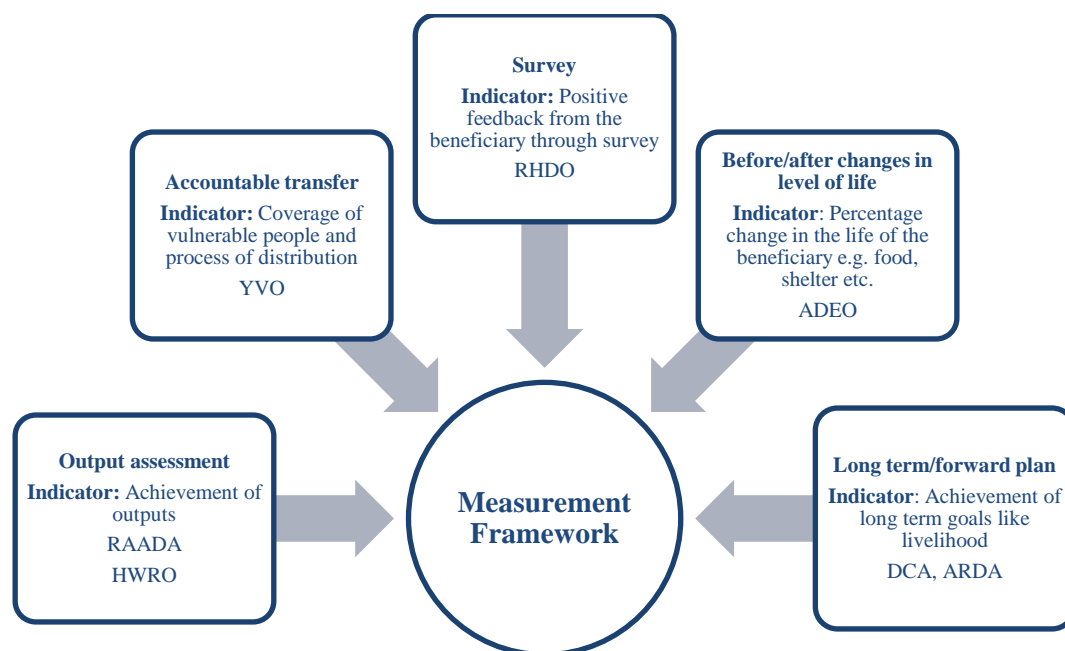 Survey
Indicator: Positive
feedback from the
beneficiary through survey
RHDO
Accountable transfer
Indicator: Coverage of
vulnerable people and
process of distribution
YVO
Before/after changes in
level of life
Indicator: Percentage
change in the life of the
beneficiary e.g. food,
shelter etc.
ADEO
Output assessment
Indicator: Achievement of
outputs
RAADA
HWRO
Measurement
Framework
Long term/forward plan
Indicator: Achievement of
long term goals like
livelihood
DCA, ARDA